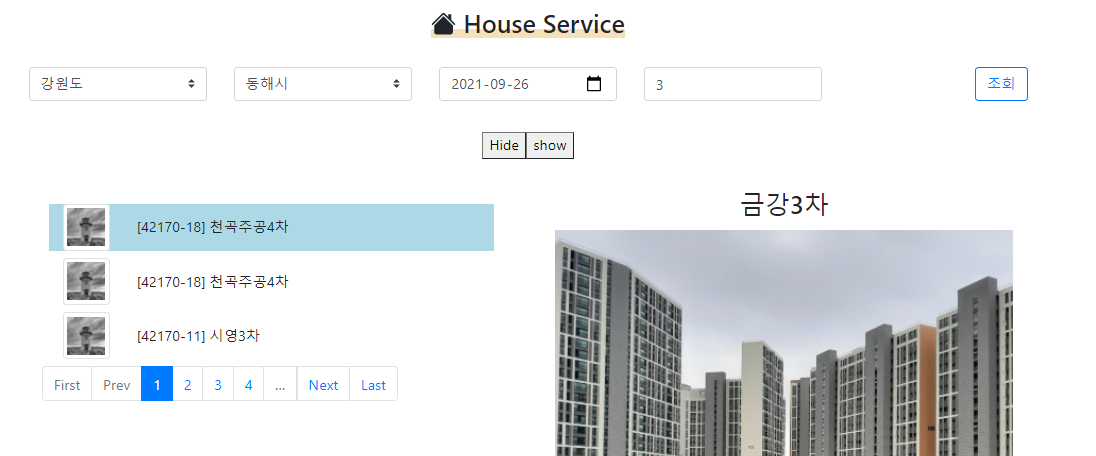 House Service
강원도 동해시 2021-09-26 3 조회
Hide show
금강3차
[42170-18] 천곡주공4차
[42170-18] 천곡주공4차
[42170-11] 시영3차
First Prev 1 2 3 4 ... Next Last